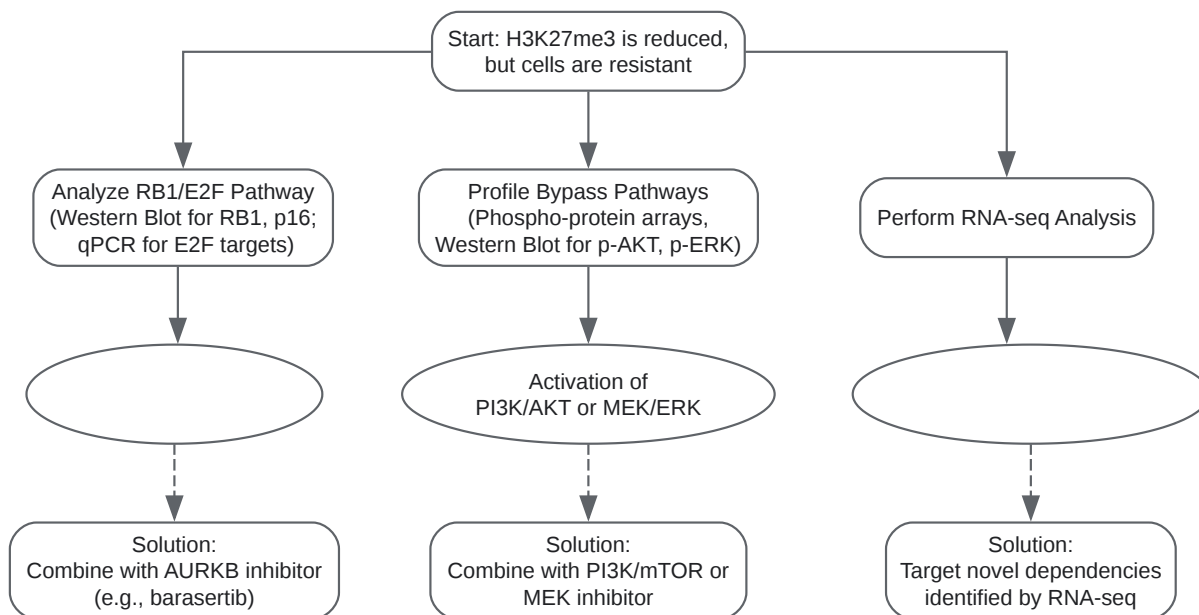 Start: H3K27me3 is reduced,
but cells are resistant
Analyze RB1/E2F Pathway
(Western Blot for RB1, p16;
qPCR for E2F targets)
Profile Bypass Pathways
(Phospho-protein arrays,
Western Blot for p-AKT, p-ERK)
Perform RNA-seq Analysis
Activation of
PI3K/AKT or MEK/ERK
Solution:
Combine with AURKB inhibitor
(e.g., barasertib)
Solution:
Combine with PI3K/mTOR or
MEK inhibitor
Solution:
Target novel dependencies
identified by RNA-seq